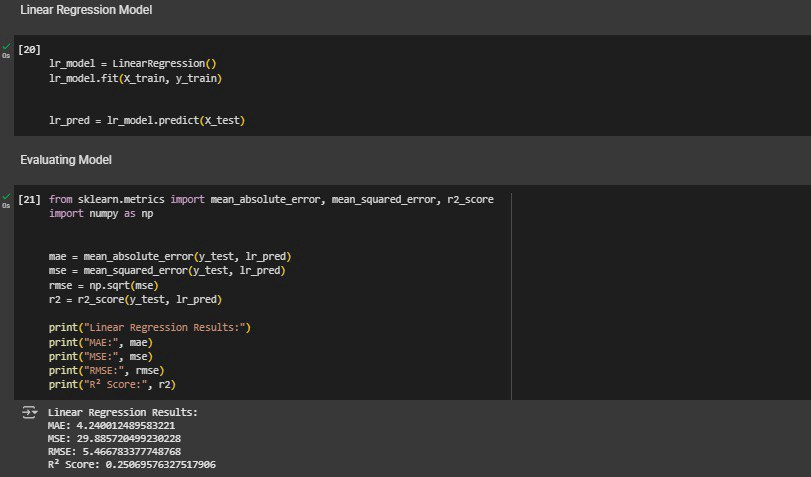 Linear Regression Model
[20]
0s
lr_model = LinearRegression()
lr_model.fit(X_train, y_train)
lr_pred = lr_model.predict(X_test)
Evaluating Model
[21] from sklearn.metrics import mean_absolute_error, mean_squared_error, r2_score
0s
import numpy as np
mae = mean_absolute_error(y_test, lr_pred)
mse = mean_squared_error(y_test, lr_pred)
rmse = np.sqrt(mse)
r2 = r2_score(y_test, lr_pred)
print("Linear Regression Results:")
print("MAE:", mae)
print("MSE:", mse)
print("RMSE:", rmse)
print("R² Score:", r2)
Linear Regression Results:
MAE: 4.240012489583221
MSE: 29.885720499230228
RMSE: 5.466783377748768
R² Score: 0.25069576327517906